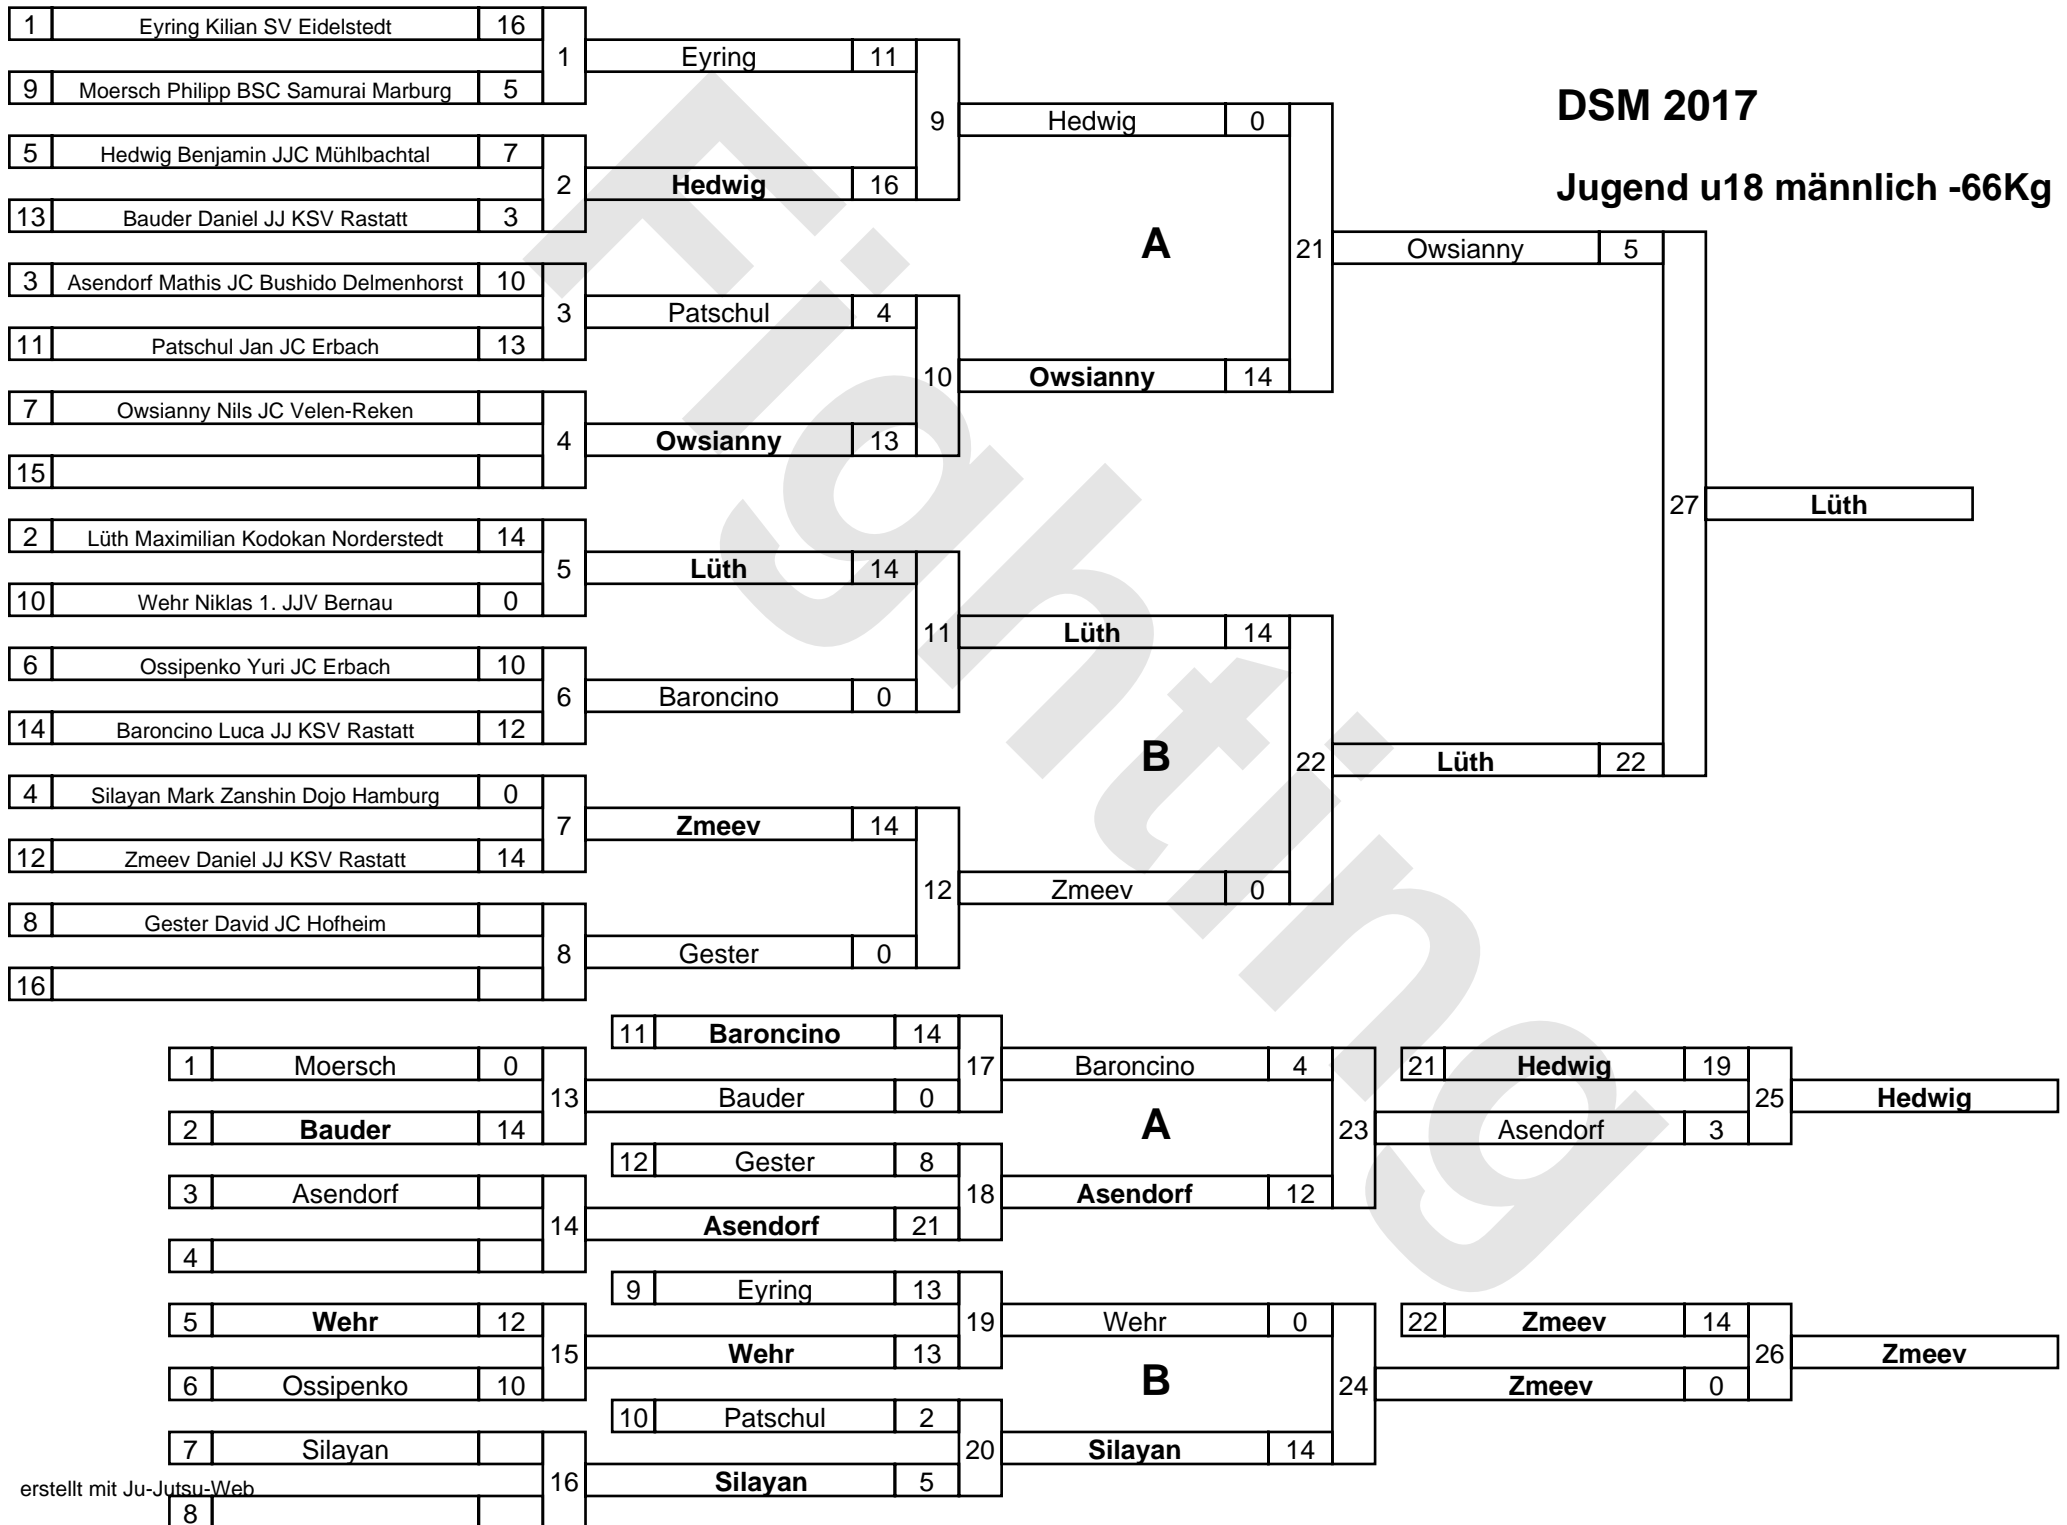 DSM 2017
Jugend u18 männlich -66Kg
1 Eyring Kilian SV Eidelstedt 16
1
9 Moersch Philipp BSC Samurai Marburg 5
5 Hedwig Benjamin JJC Mühlbachtal 7
2
13 Bauder Daniel JJ KSV Rastatt 3
3 Asendorf Mathis JC Bushido Delmenhorst 10
3
11 Patschul Jan JC Erbach 13
7 Owsianny Nils JC Velen-Reken
4
15
2 Lüth Maximilian Kodokan Norderstedt 14
5
10 Wehr Niklas 1. JJV Bernau 0
6 Ossipenko Yuri JC Erbach 10
6
14 Baroncino Luca JJ KSV Rastatt 12
4 Silayan Mark Zanshin Dojo Hamburg 0
7
12 Zmeev Daniel JJ KSV Rastatt 14
8 Gester David JC Hofheim
8
16
Eyring 11
9
Hedwig 16
Patschul 4
10
Owsianny 13
Lüth 14
11
Baroncino 0
Zmeev 14
12
Gester 0
Hedwig 0
A
21
Owsianny 14
Lüth 14
B
22
Zmeev 0
Owsianny 5
27
Lüth 22
Lüth
1 Moersch 0
13
2 Bauder 14
3 Asendorf
14
4
5 Wehr 12
15
6 Ossipenko 10
7 Silayan
16
8
11 Baroncino 14
17
Bauder 0
12 Gester 8
18
Asendorf 21
9 Eyring 13
19
Wehr 13
10 Patschul 2
20
Silayan 5
Baroncino 4
A
23
Asendorf 12
Wehr 0
B
24
Silayan 14
21 Hedwig 19
25
Asendorf 3
Hedwig
22 Zmeev 14
26
Zmeev 0
Zmeev
erstellt mit Ju-Jutsu-Web
Fighting